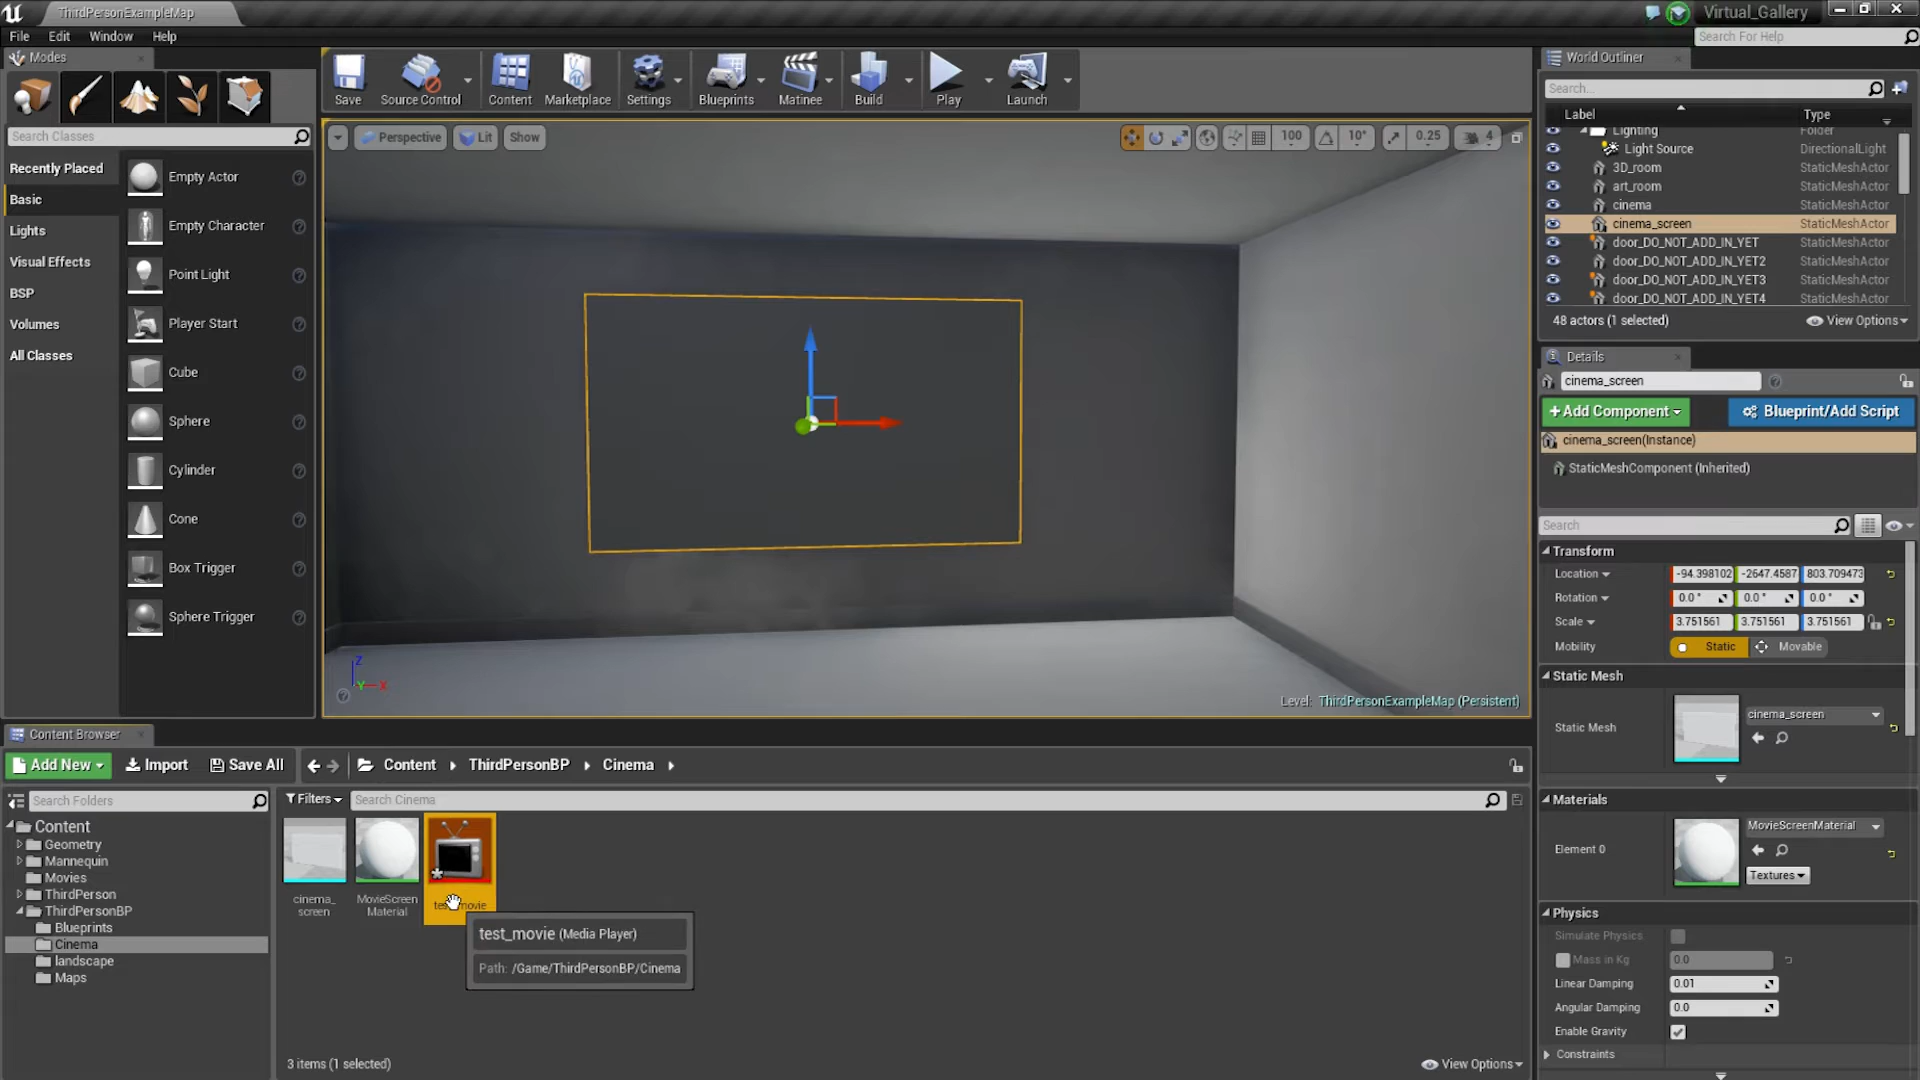 ThirdPersonExampleMap
Virtual_Gallery
File Edit Window Help
Search For Help
Modes
Save
Source Control
Content
Marketplace
Settings
Blueprints
Matinee
Build
Play
Launch
Search Classes
Recently Placed
Basic
Lights
Visual Effects
BSP
Volumes
All Classes
Empty Actor
Empty Character
Point Light
Player Start
Cube
Sphere
Cylinder
Cone
Box Trigger
Sphere Trigger
Perspective Lit Show
100 10° 0.25 4
Z
Y X
Level: ThirdPersonExampleMap (Persistent)
World Outliner
Search...
Label Type
Lighting Folder
Light Source DirectionalLight
3D_room StaticMeshActor
art_room StaticMeshActor
cinema StaticMeshActor
cinema_screen StaticMeshActor
door_DO_NOT_ADD_IN_YET StaticMeshActor
door_DO_NOT_ADD_IN_YET2 StaticMeshActor
door_DO_NOT_ADD_IN_YET3 StaticMeshActor
door_DO_NOT_ADD_IN_YET4 StaticMeshActor
48 actors (1 selected) View Options
Details
cinema_screen
+Add Component Blueprint/Add Script
cinema_screen(Instance)
StaticMeshComponent (Inherited)
Search
Transform
Location -94.398102 -2647.4587 803.709473
Rotation 0.0 ° 0.0 ° 0.0 °
Scale 3.751561 3.751561 3.751561
Mobility Static Movable
Static Mesh
Static Mesh cinema_screen
Materials
Element 0 MovieScreenMaterial
Textures
Physics
Simulate Physics
Mass in Kg 0.0
Linear Damping 0.01
Angular Damping 0.0
Enable Gravity
Constraints
Content Browser
Add New Import Save All Content ThirdPersonBP Cinema
Search Folders
Filters Search Cinema
Content
Geometry
Mannequin
Movies
ThirdPerson
ThirdPersonBP
Blueprints
Cinema
landscape
Maps
cinema_
screen
MovieScreen
Material
test_movie (Media Player)
Path: /Game/ThirdPersonBP/Cinema
3 items (1 selected)
View Options